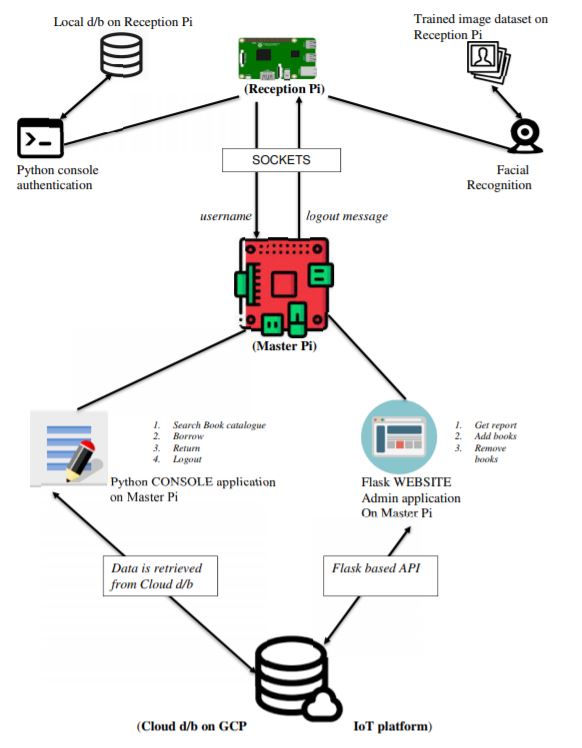 Local d/b on Reception Pi
Trained image dataset on
Reception Pi
(Reception Pi)
Python console
authentication
Facial
Recognition
SOCKETS
username
logout message
(Master Pi)
1. Search Book catalogue
2. Borrow
3. Return
4. Logout
Python CONSOLE application
on Master Pi
1. Get report
2. Add books
3. Remove
books
Flask WEBSITE
Admin application
On Master Pi
Data is retrieved
from Cloud d/b
Flask based API
(Cloud d/b on GCP IoT platform)